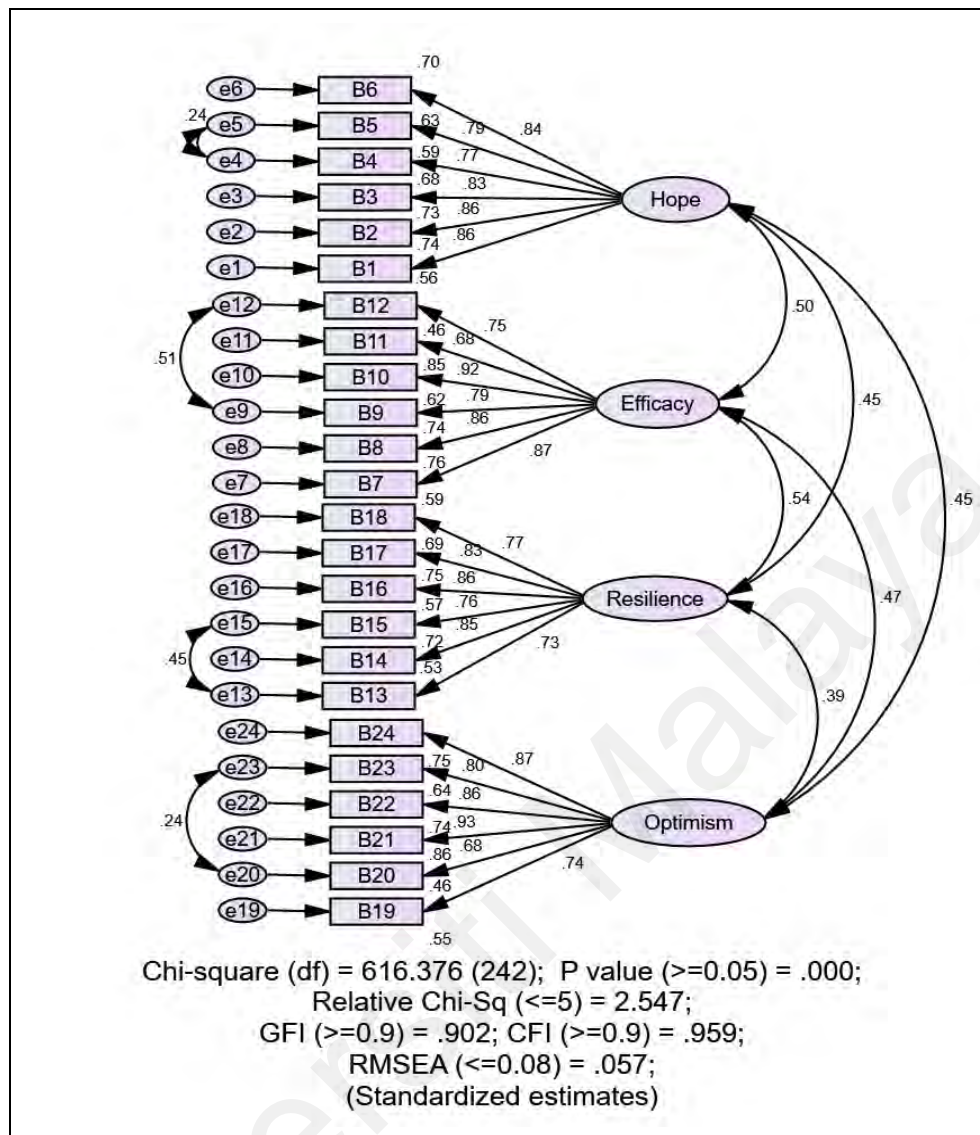 .70
e6 B6
.84
.24 e5 B5 .63 .79
e4 B4 .59 .77
e3 B3 .68 .83
Hope
e2 B2 .73 .86
e1 B1 .74 .86
.56
e12 B12 .75 .50
e11 B11 .46 .68
.51 e10 B10 .85 .92
e9 B9 .62 .79 Efficacy .45
e8 B8 .74 .86
e7 B7 .76 .87
.59 .54 .45
e18 B18 .77
e17 B17 .69 .83
e16 B16 .75 .86
Resilience .47
e15 B15 .57 .76
.45 e14 B14 .72 .85
e13 B13 .53 .73 .39
e24 B24 .87
e23 B23 .75 .80
.24 e22 B22 .64 .86
Optimism
e21 B21 .74 .93
e20 B20 .86 .68
e19 B19 .46 .74
.55
Chi-square (df) = 616.376 (242); P value (>=0.05) = .000;
Relative Chi-Sq (<=5) = 2.547;
GFI (>=0.9) = .902; CFI (>=0.9) = .959;
RMSEA (<=0.08) = .057;
(Standardized estimates)
ersiti Malaya